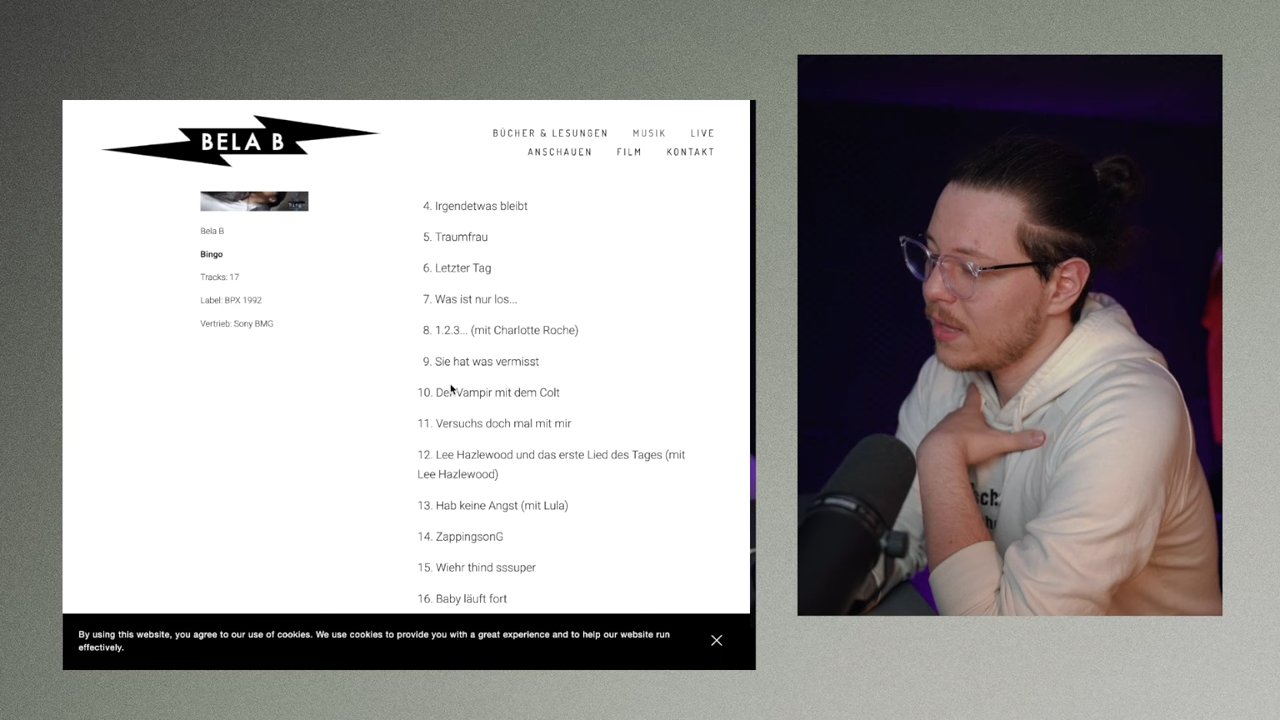 BELA B
BÜCHER & LESUNGEN MUSIK LIVE
ANSCHAUEN FILM KONTAKT
Bela B
Bingo
Tracks: 17
Label: BPX 1992
Vertrieb: Sony BMG
4. Irgendetwas bleibt
5. Traumfrau
6. Letzter Tag
7. Was ist nur los...
8. 1.2.3... (mit Charlotte Roche)
9. Sie hat was vermisst
10. Der Vampir mit dem Colt
11. Versuchs doch mal mit mir
12. Lee Hazlewood und das erste Lied des Tages (mit
Lee Hazlewood)
13. Hab keine Angst (mit Lula)
14. ZappingsonG
15. Wiehr thind sssuper
16. Baby läuft fort
By using this website, you agree to our use of cookies. We use cookies to provide you with a great experience and to help our website run
effectively.